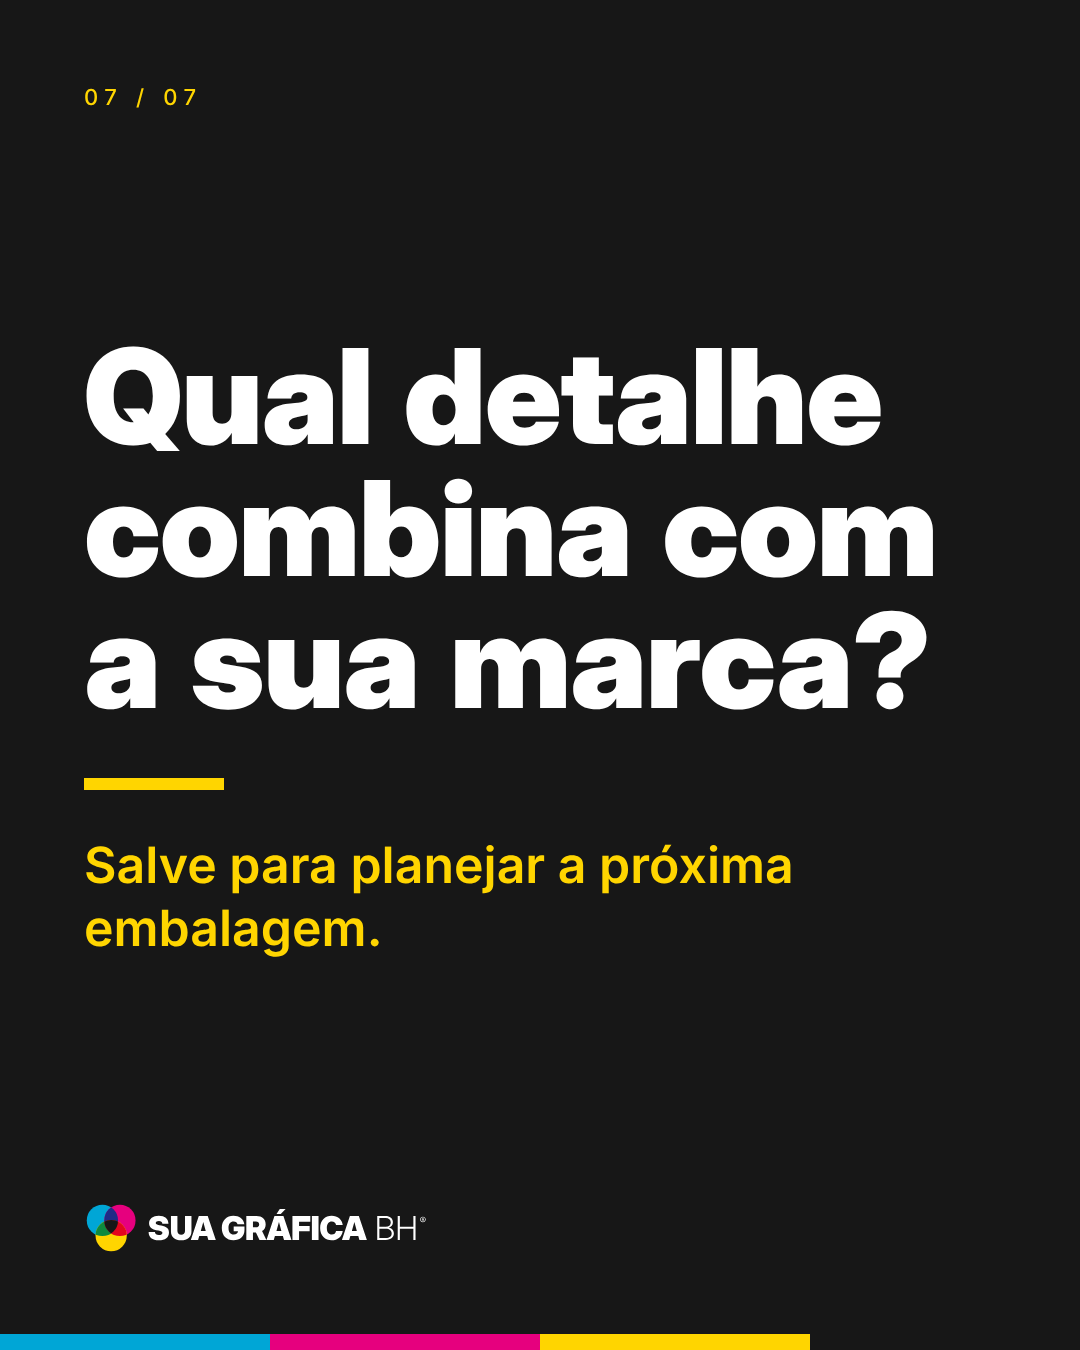 07 / 07
Qual detalhe
combina com
a sua marca?
Salve para planejar a próxima
embalagem.
SUA GRÁFICA BH®